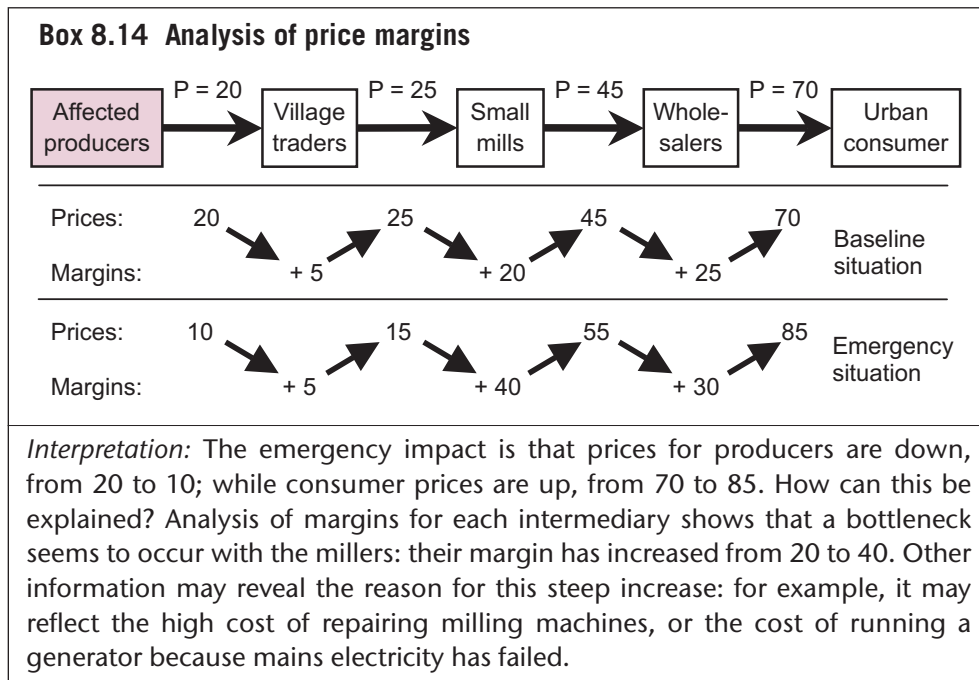 Box 8.14 Analysis of price margins
P = 20 P = 25 P = 45 P = 70
Affected Village Small Whole- Urban
producers traders mills salers consumer
Prices: 20 25 45 70
Baseline
situation
Margins: + 5 + 20 + 25
Prices: 10 15 55 85
Emergency
situation
Margins: + 5 + 40 + 30
Interpretation: The emergency impact is that prices for producers are down,
from 20 to 10; while consumer prices are up, from 70 to 85. How can this be
explained? Analysis of margins for each intermediary shows that a bottleneck
seems to occur with the millers: their margin has increased from 20 to 40. Other
information may reveal the reason for this steep increase: for example, it may
reflect the high cost of repairing milling machines, or the cost of running a
generator because mains electricity has failed.